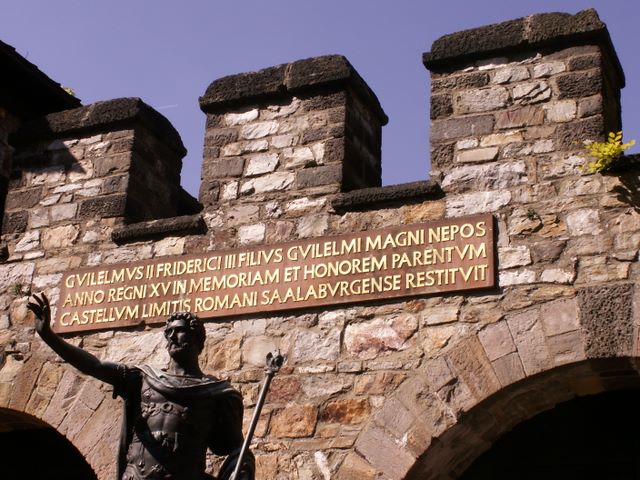 GVILELMVS II FRIDERICI III FILIVS GVILELMI MAGNI NEPOS
ANNO REGNI XV IN MEMORIAM ET HONOREM PARENTVM
CASTELLVM LIMITIS ROMANI SAALABVRGENSE RESTITVIT